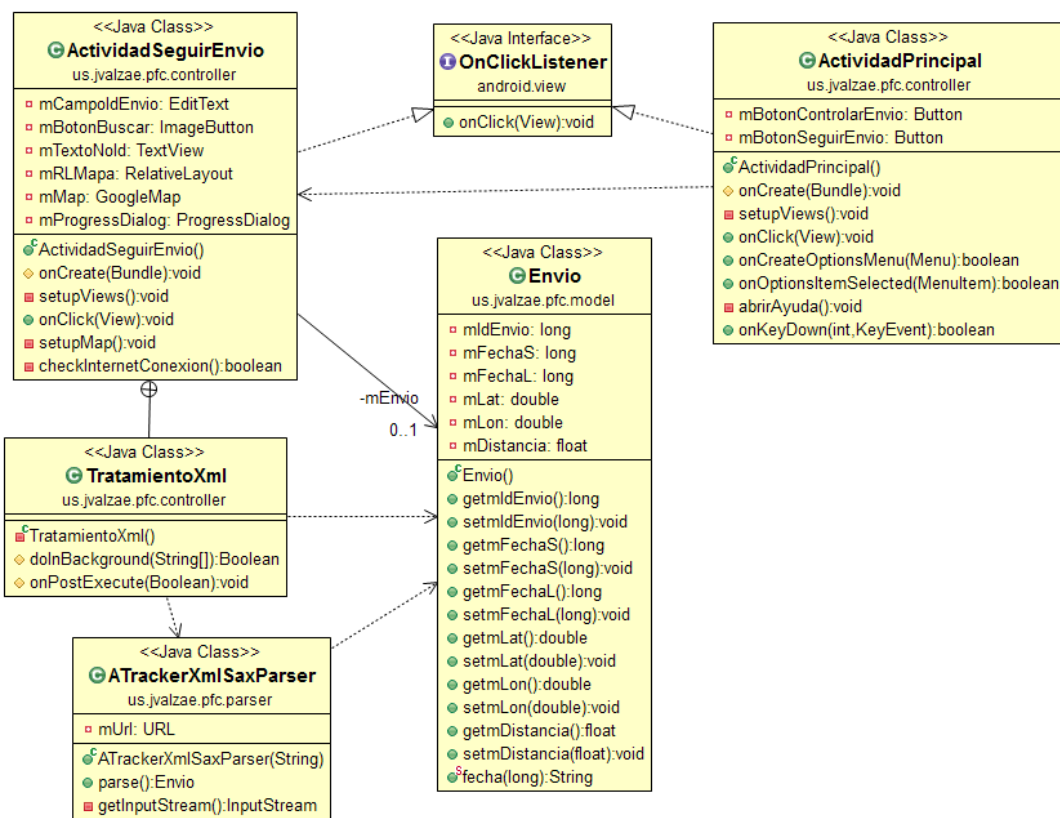 <<Java Class>>
ActividadSeguirEnvio
us.jvalzae.pfc.controller
mCampoIdEnvio: EditText
mBotonBuscar: ImageButton
mTextoNoId: TextView
mRLMapa: RelativeLayout
mMap: GoogleMap
mProgressDialog: ProgressDialog
ActividadSeguirEnvio()
onCreate(Bundle):void
setupViews():void
onClick(View):void
setupMap():void
checkInternetConexion():boolean
<<Java Interface>>
OnClickListener
android.view
onClick(View):void
<<Java Class>>
ActividadPrincipal
us.jvalzae.pfc.controller
mBotonControlarEnvio: Button
mBotonSeguirEnvio: Button
ActividadPrincipal()
onCreate(Bundle):void
setupViews():void
onClick(View):void
onCreateOptionsMenu(Menu):boolean
onOptionsItemSelected(MenuItem):boolean
abrirAyuda():void
onKeyDown(int,KeyEvent):boolean
-mEnvio
0..1
<<Java Class>>
Envio
us.jvalzae.pfc.model
mIdEnvio: long
mFechaS: long
mFechaL: long
mLat: double
mLon: double
mDistancia: float
Envio()
getmIdEnvio():long
setmIdEnvio(long):void
getmFechaS():long
setmFechaS(long):void
getmFechaL():long
setmFechaL(long):void
getmLat():double
setmLat(double):void
getmLon():double
setmLon(double):void
getmDistancia():float
setmDistancia(float):void
fecha(long):String
<<Java Class>>
TratamientoXml
us.jvalzae.pfc.controller
TratamientoXml()
doInBackground(String[]):Boolean
onPostExecute(Boolean):void
<<Java Class>>
ATrackerXmlSaxParser
us.jvalzae.pfc.parser
mUrl: URL
ATrackerXmlSaxParser(String)
parse():Envio
getInputStream():InputStream